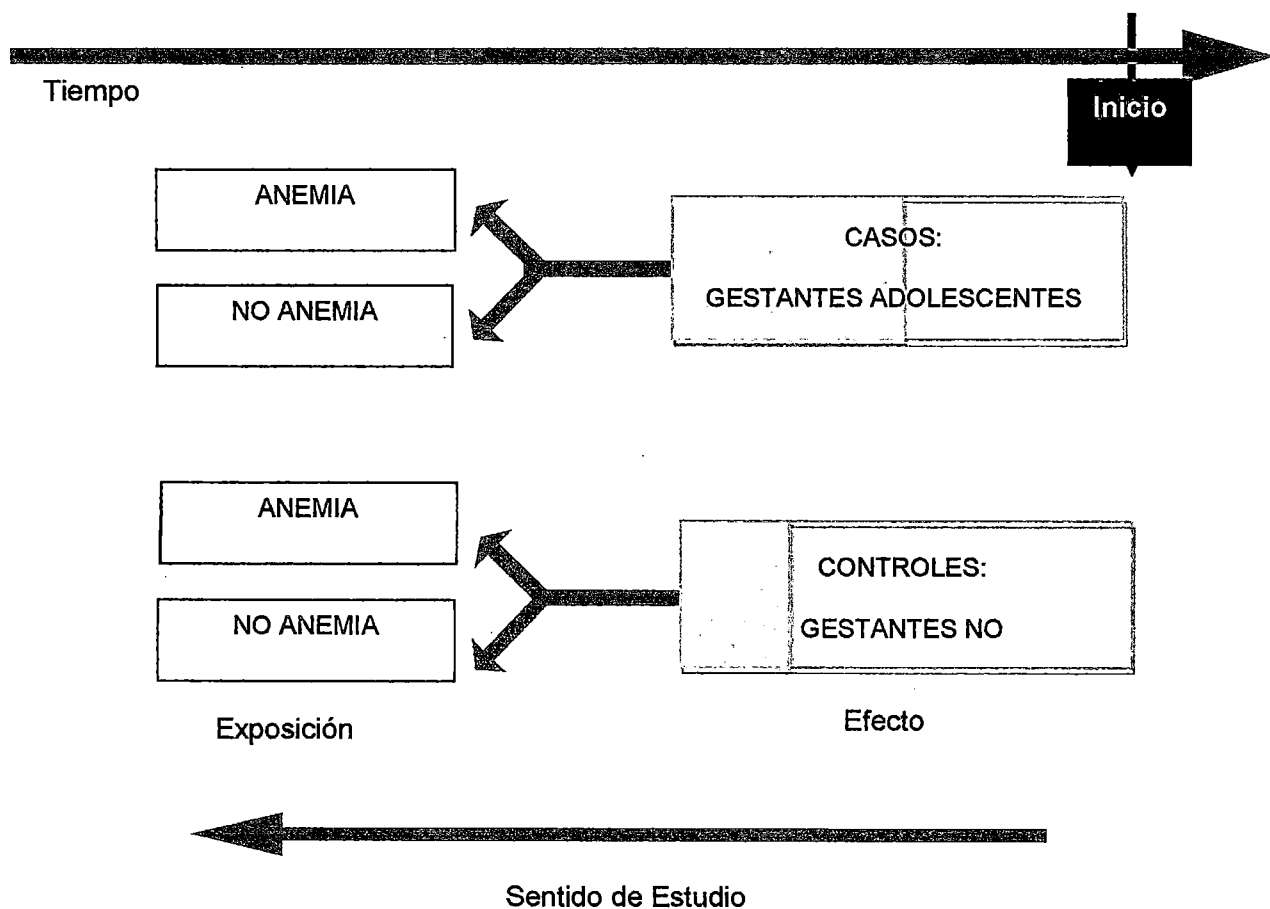 Tiempo
Inicio
ANEMIA
CASOS:
GESTANTES ADOLESCENTES
NO ANEMIA
ANEMIA
CONTROLES:
GESTANTES NO
NO ANEMIA
Exposición
Efecto
Sentido de Estudio